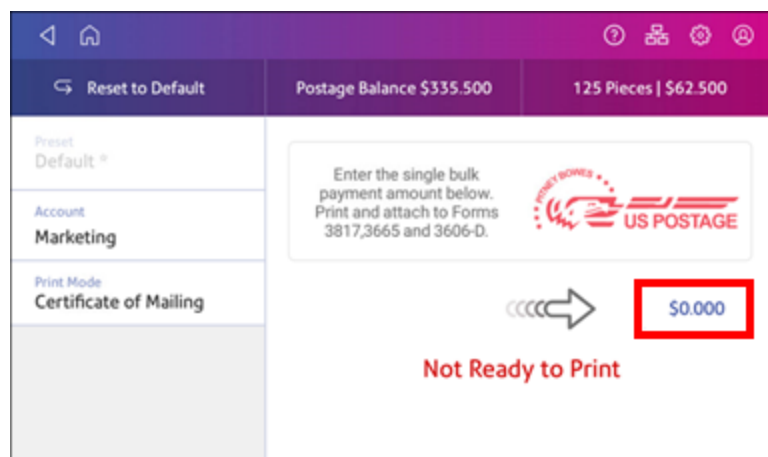 Reset to Default
Postage Balance $335.500
125 Pieces | $62.500
Preset
Default *
Account
Marketing
Print Mode
Certificate of Mailing
Enter the single bulk
payment amount below.
Print and attach to Forms
3817,3665 and 3606-D.
PITNEY BOWES
US POSTAGE
$0.000
Not Ready to Print